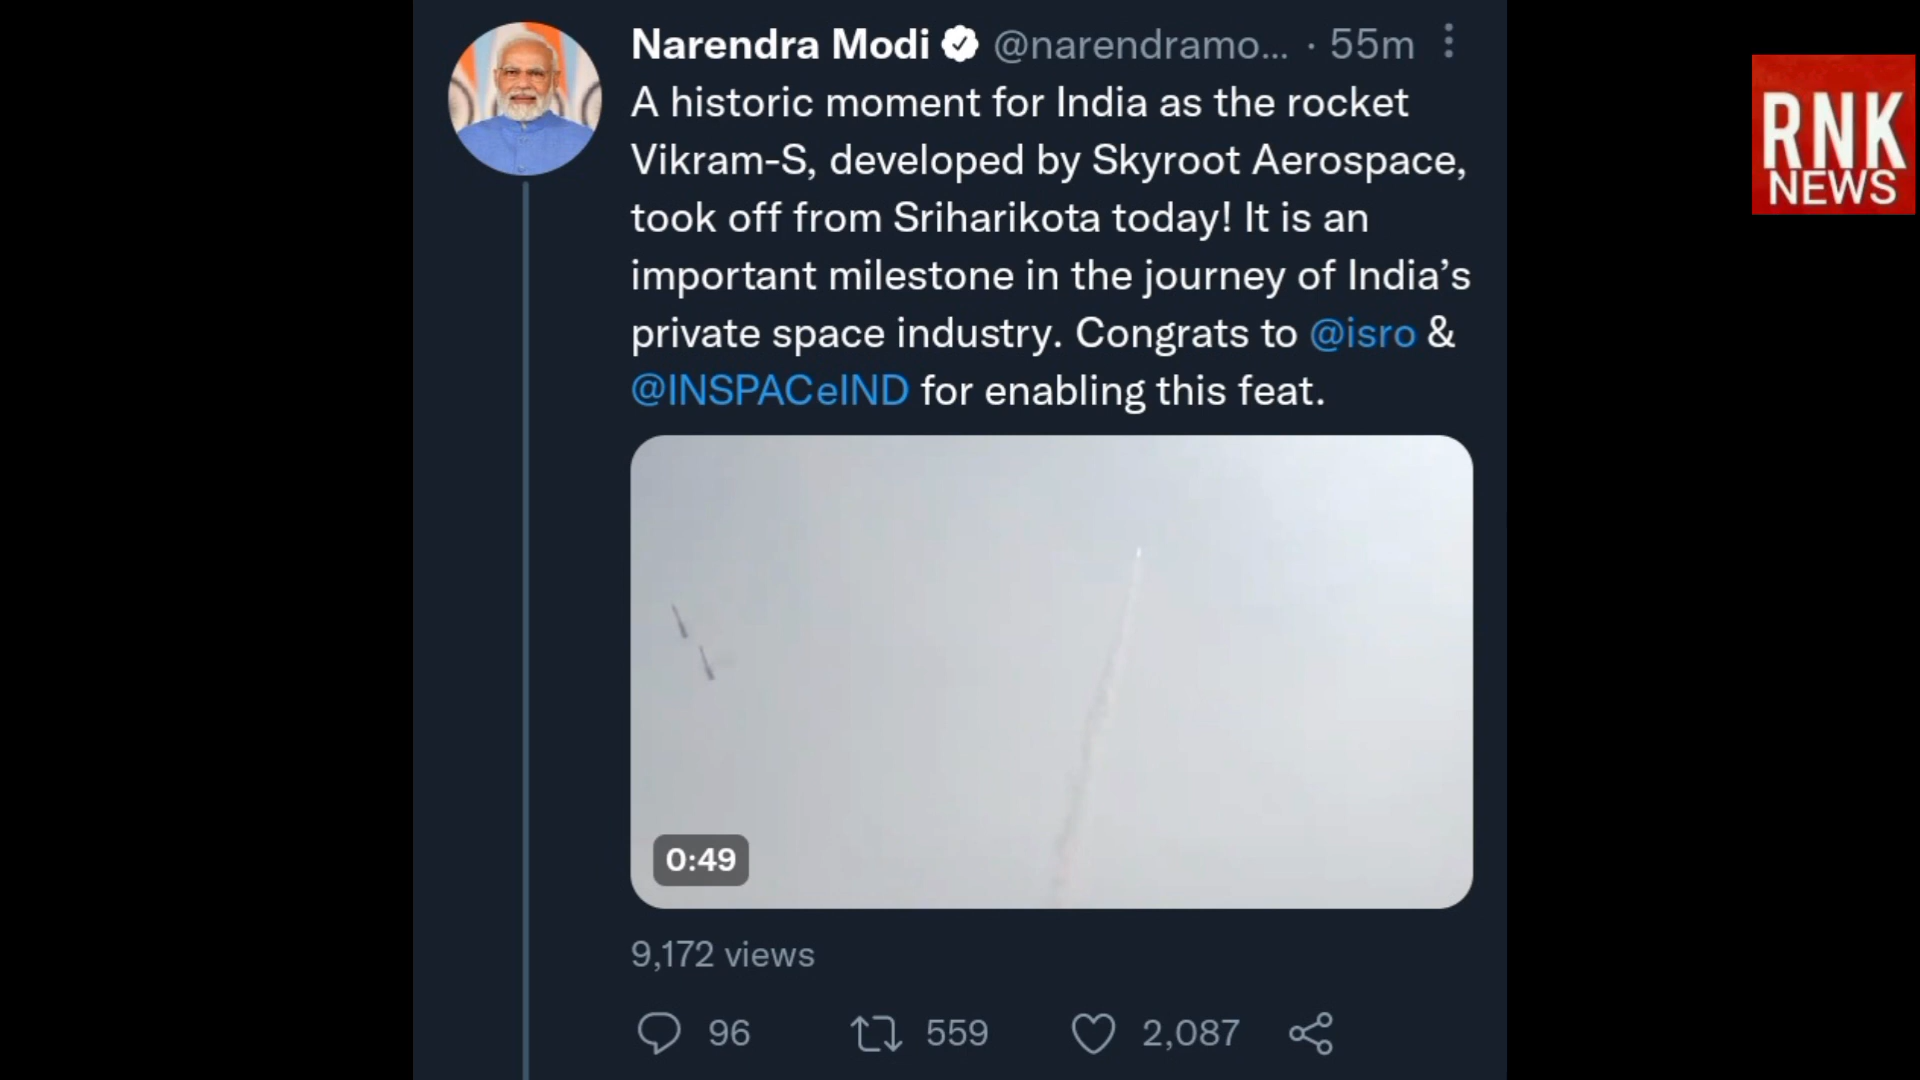 Narendra Modi @narendramo... · 55m
A historic moment for India as the rocket
Vikram-S, developed by Skyroot Aerospace,
took off from Sriharikota today! It is an
important milestone in the journey of India’s
private space industry. Congrats to @isro &
@INSPACeIND for enabling this feat.
0:49
9,172 views
96 559 2,087
RNK
NEWS